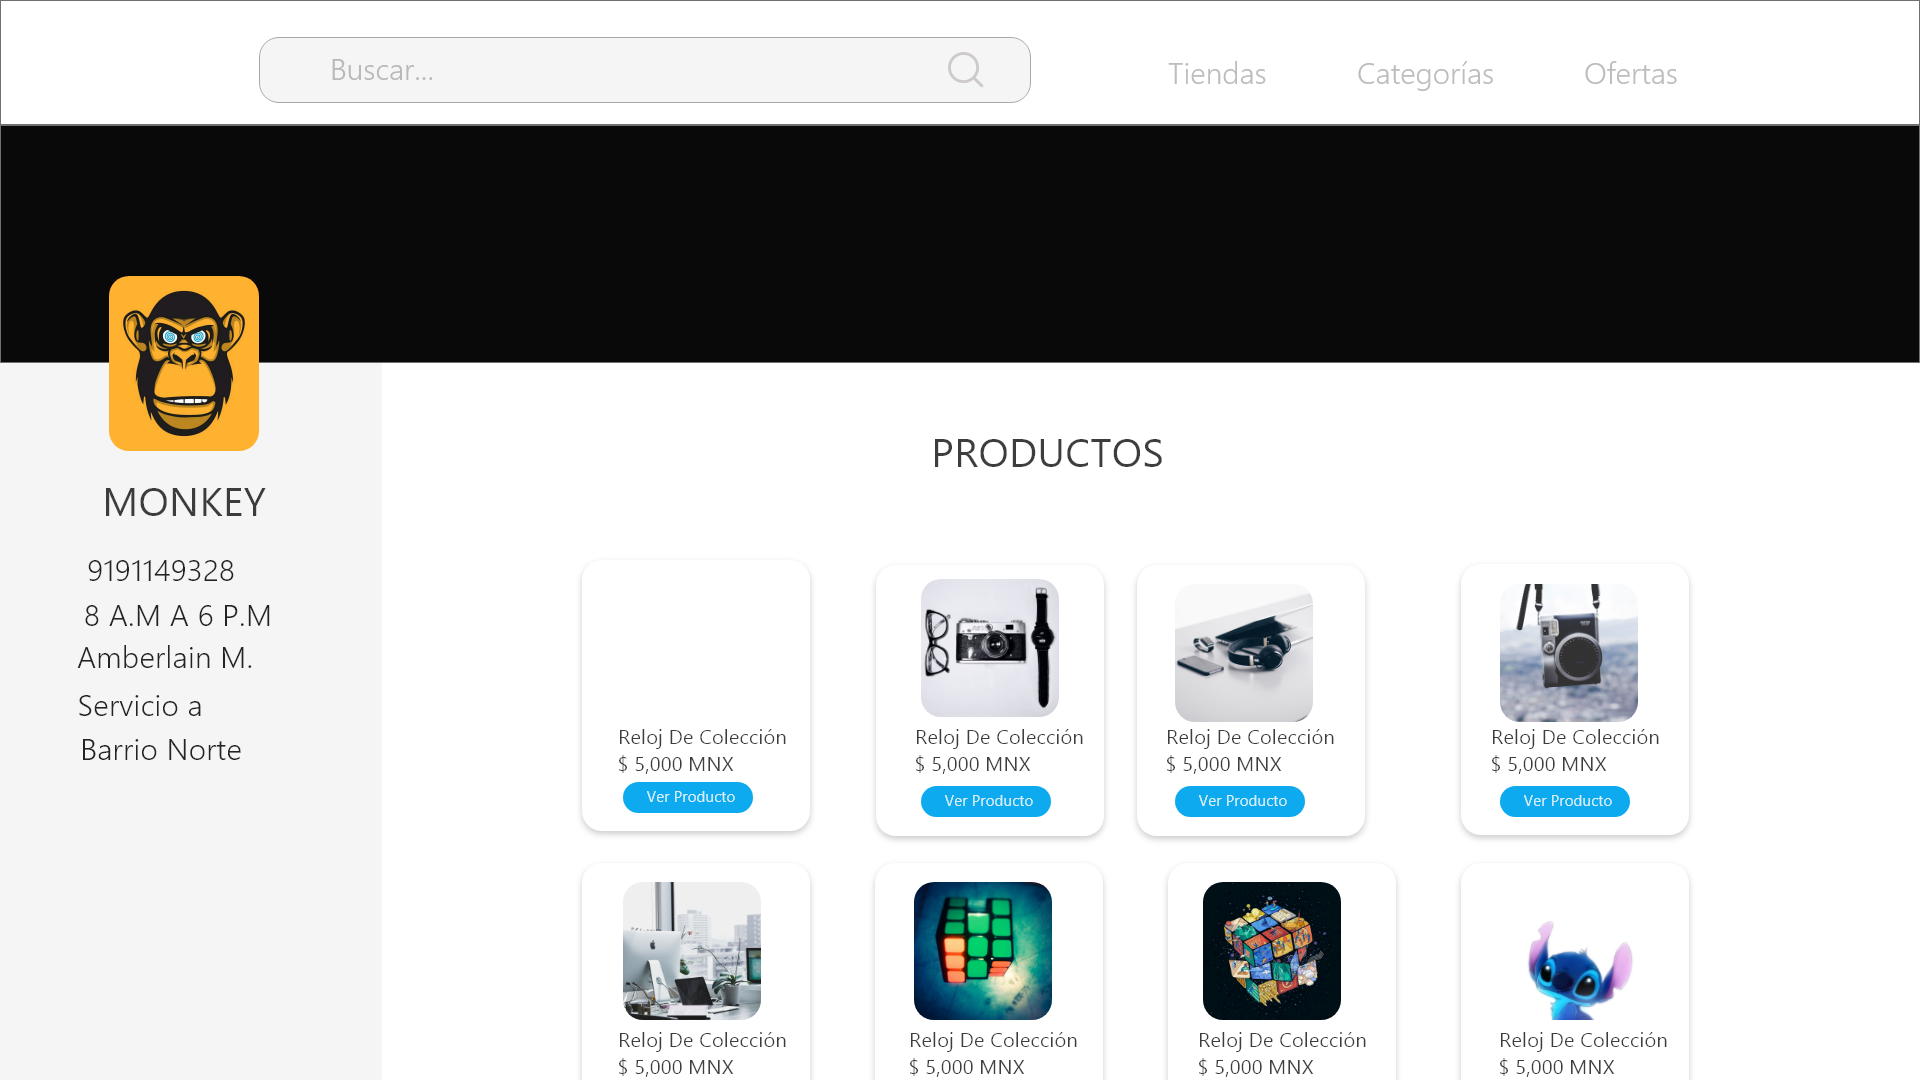 Buscar...
Tiendas
Categorías
Ofertas
MONKEY
9191149328
8 A.M A 6 P.M
Amberlain M.
Servicio a
Barrio Norte
PRODUCTOS
Reloj De Colección
$ 5,000 MNX
Ver Producto
Reloj De Colección
$ 5,000 MNX
Ver Producto
Reloj De Colección
$ 5,000 MNX
Ver Producto
Reloj De Colección
$ 5,000 MNX
Ver Producto
Reloj De Colección
$ 5,000 MNX
Reloj De Colección
$ 5,000 MNX
Reloj De Colección
$ 5,000 MNX
Reloj De Colección
$ 5,000 MNX